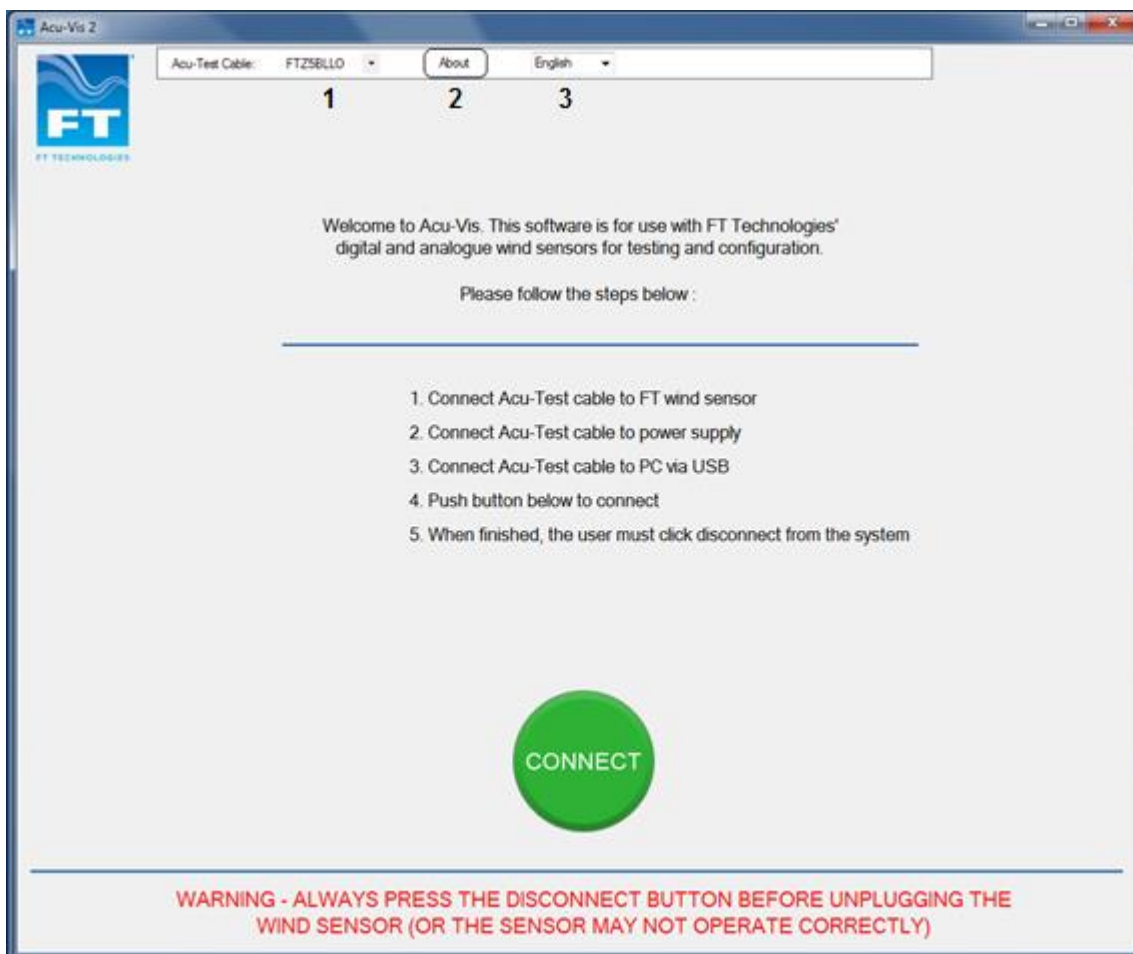 Acu-Vis 2
FT
FT TECHNOLOGIES
Acu-Test Cable: FTZ5BLLO About English
1 2 3
Welcome to Acu-Vis. This software is for use with FT Technologies'
digital and analogue wind sensors for testing and configuration.
Please follow the steps below :
1. Connect Acu-Test cable to FT wind sensor
2. Connect Acu-Test cable to power supply
3. Connect Acu-Test cable to PC via USB
4. Push button below to connect
5. When finished, the user must click disconnect from the system
CONNECT
WARNING - ALWAYS PRESS THE DISCONNECT BUTTON BEFORE UNPLUGGING THE
WIND SENSOR (OR THE SENSOR MAY NOT OPERATE CORRECTLY)